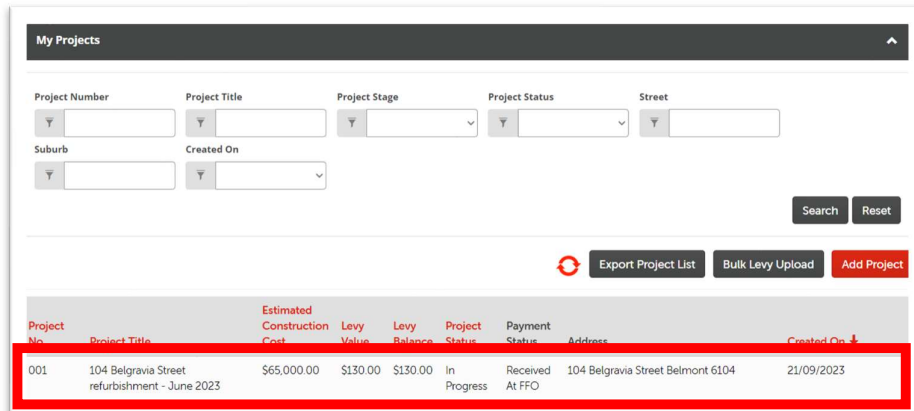 My Projects
Project Number Project Title Project Stage Project Status Street
Suburb Created On
Search Reset
Export Project List Bulk Levy Upload Add Project
Estimated
Project Construction Levy Levy Project Payment
No Project Title Cost Value Balance Status Status Address Created On
001 104 Belgravia Street $65,000.00 $130.00 $130.00 In Received 104 Belgravia Street Belmont 6104 21/09/2023
refurbishment - June 2023 Progress At FFO